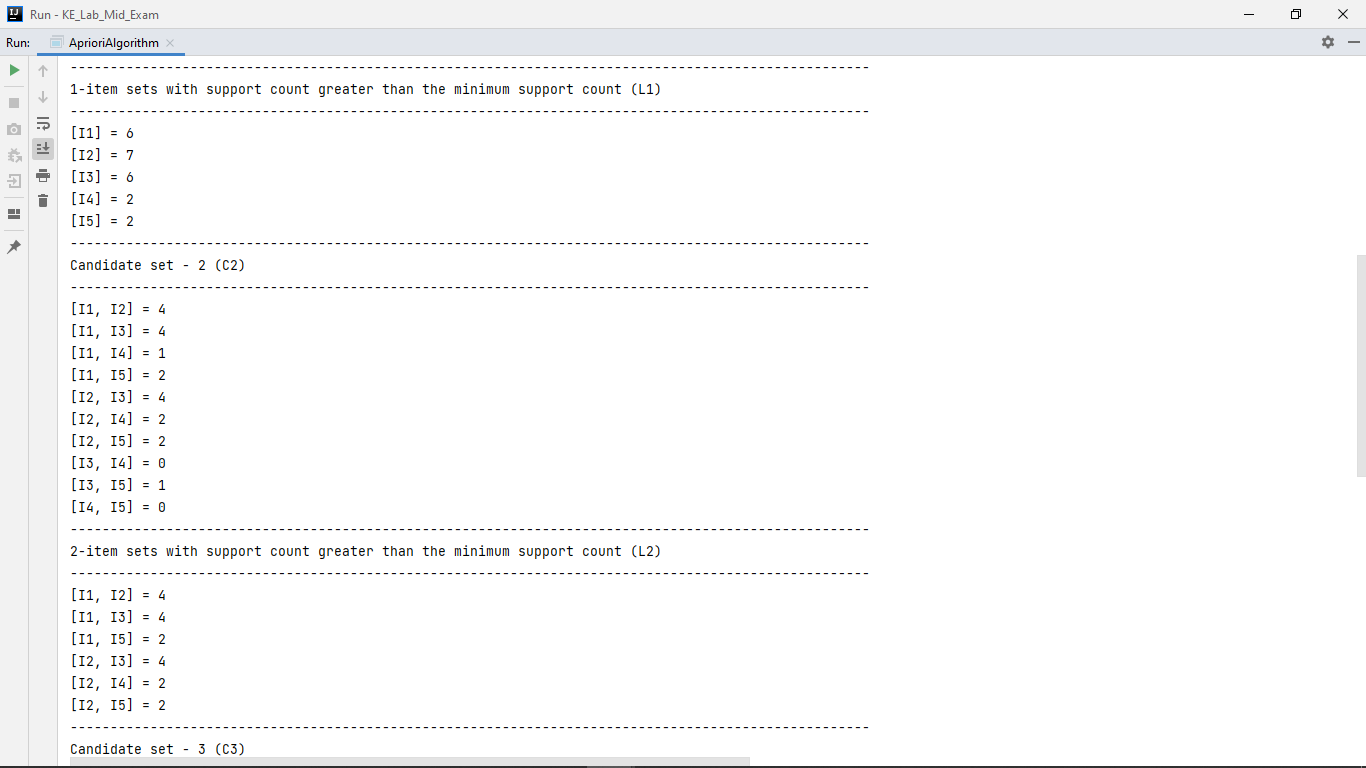 Run - KE_Lab_Mid_Exam
Run: AprioriAlgorithm
----------------------------------------------------------------------------------------------------
1-item sets with support count greater than the minimum support count (L1)
----------------------------------------------------------------------------------------------------
[I1] = 6
[I2] = 7
[I3] = 6
[I4] = 2
[I5] = 2
----------------------------------------------------------------------------------------------------
Candidate set - 2 (C2)
----------------------------------------------------------------------------------------------------
[I1, I2] = 4
[I1, I3] = 4
[I1, I4] = 1
[I1, I5] = 2
[I2, I3] = 4
[I2, I4] = 2
[I2, I5] = 2
[I3, I4] = 0
[I3, I5] = 1
[I4, I5] = 0
----------------------------------------------------------------------------------------------------
2-item sets with support count greater than the minimum support count (L2)
----------------------------------------------------------------------------------------------------
[I1, I2] = 4
[I1, I3] = 4
[I1, I5] = 2
[I2, I3] = 4
[I2, I4] = 2
[I2, I5] = 2
----------------------------------------------------------------------------------------------------
Candidate set - 3 (C3)